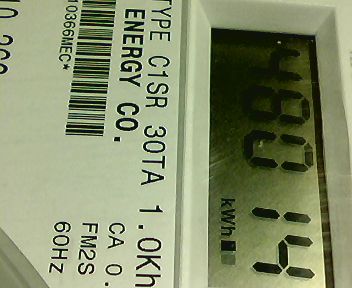 48014
kWh
TYPE C1SR 30TA 1.0Kh
ENERGY CO.
CA 0.
FM2S
60Hz
10366MEC*